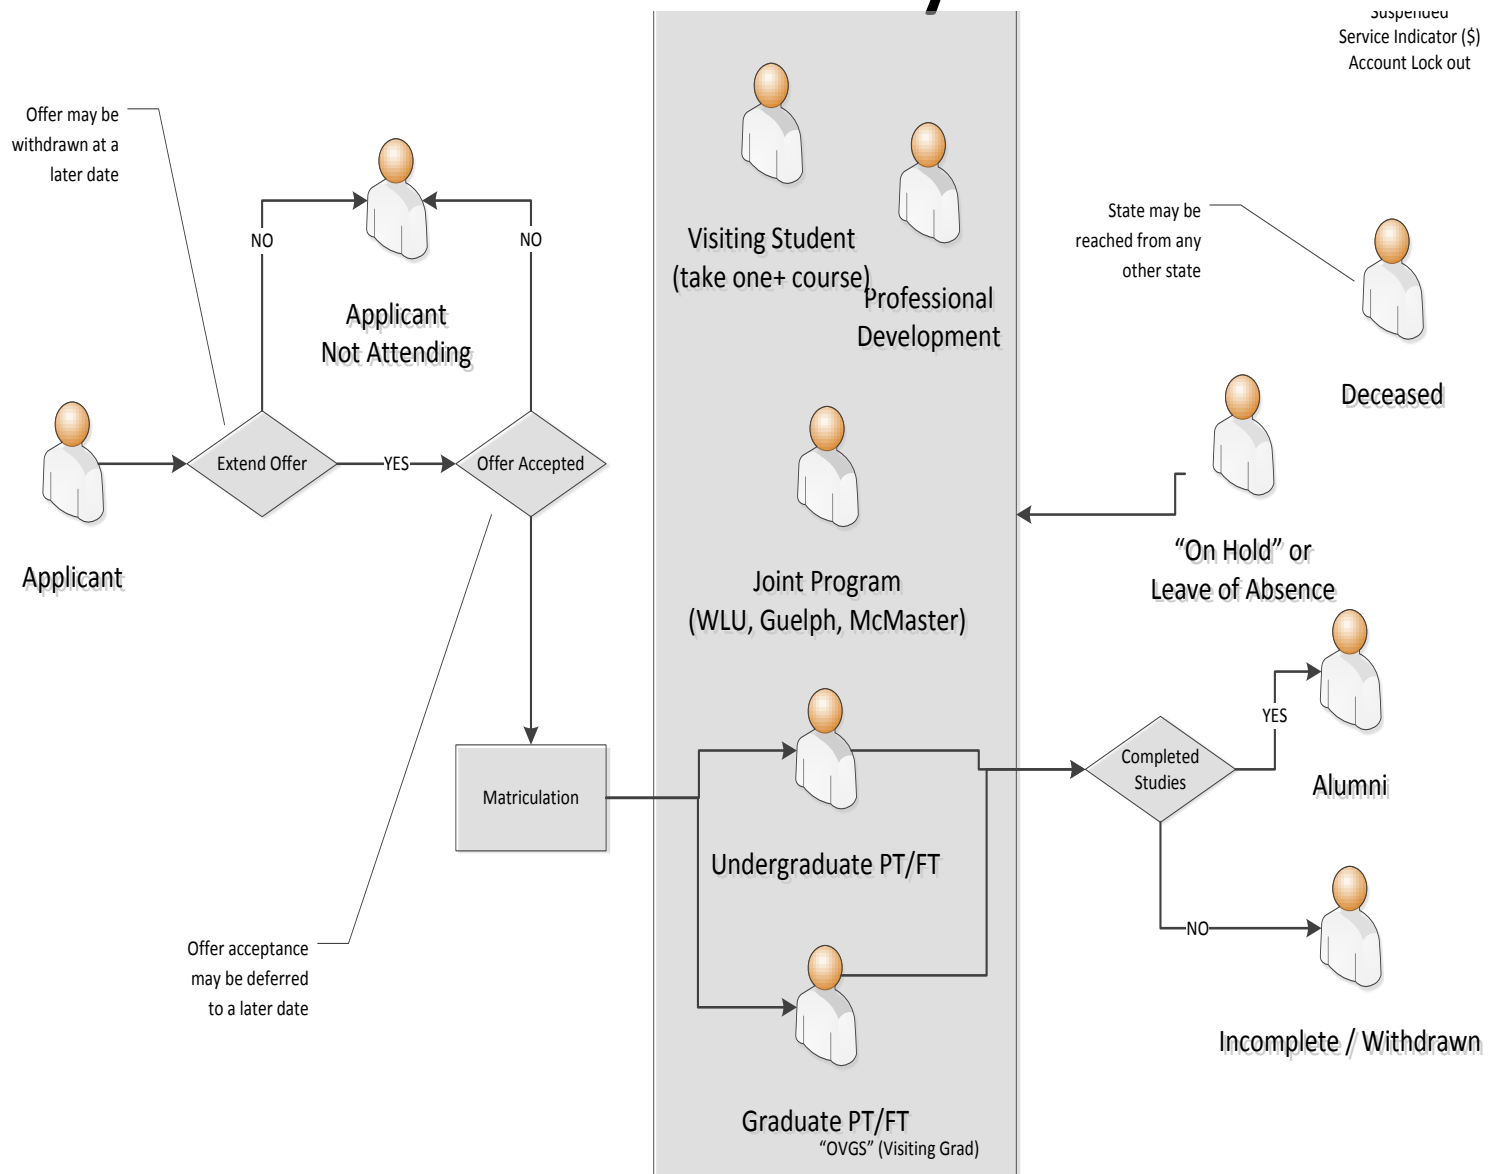 Suspended
Service Indicator ($)
Account Lock out
Offer may be
withdrawn at a
later date
NO
NO
Applicant
Not Attending
Visiting Student
(take one+ course)
Professional
Development
State may be
reached from any
other state
Deceased
Applicant
Extend Offer
YES
Offer Accepted
Joint Program
(WLU, Guelph, McMaster)
"On Hold" or
Leave of Absence
Matriculation
Undergraduate PT/FT
Completed
Studies
YES
Alumni
NO
Incomplete / Withdrawn
Offer acceptance
may be deferred
to a later date
Graduate PT/FT
"OVGS" (Visiting Grad)